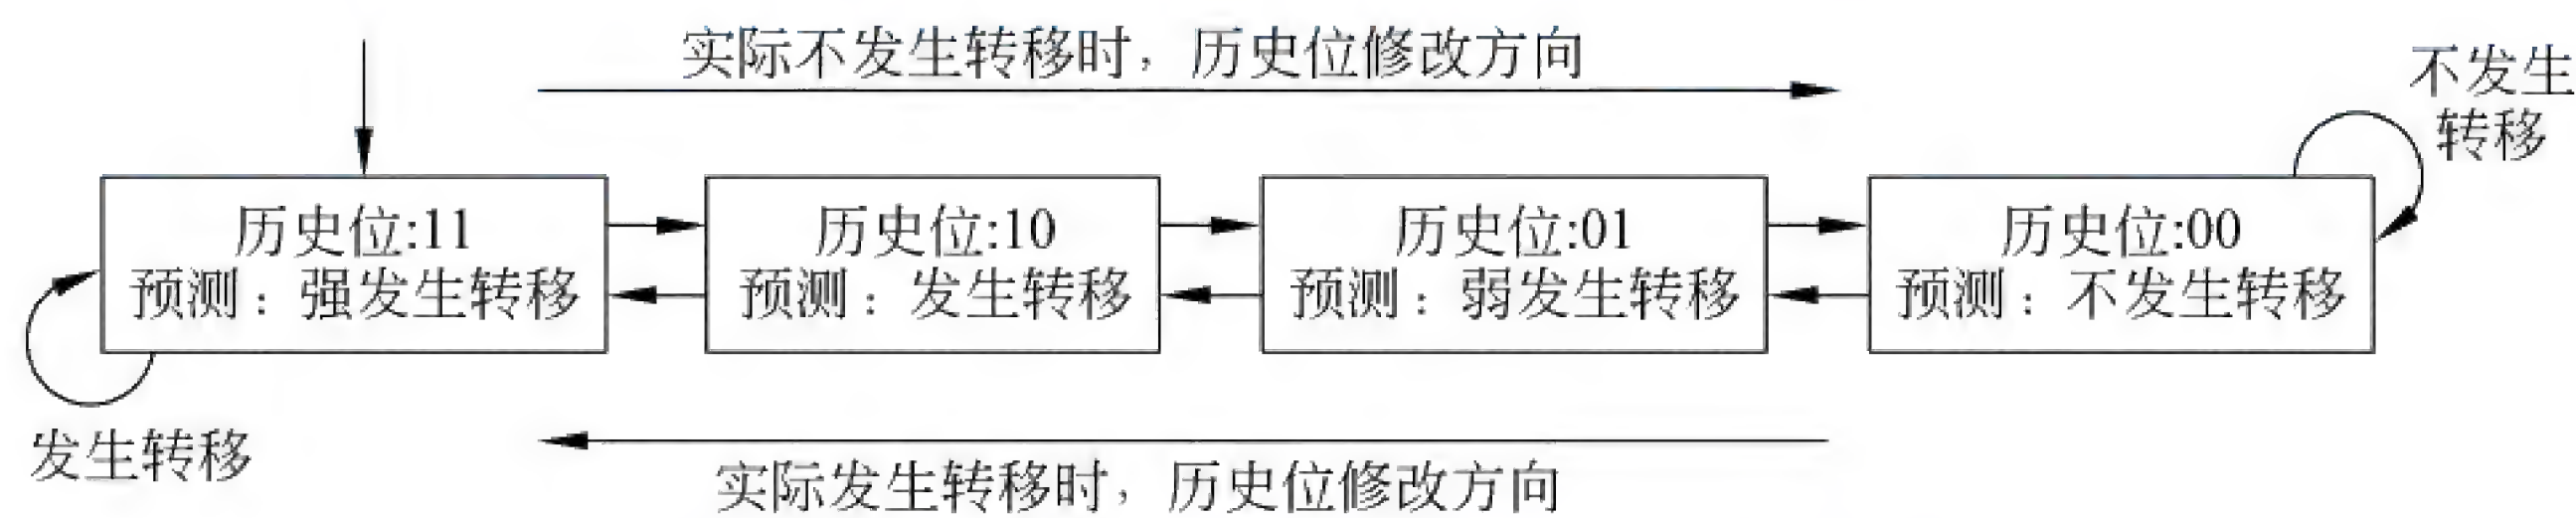 实际不发生转移时，历史位修改方向
不发生
转移
历史位:11
预测：强发生转移
历史位:10
预测：发生转移
历史位:01
预测：弱发生转移
历史位:00
预测：不发生转移
发生转移
实际发生转移时，历史位修改方向